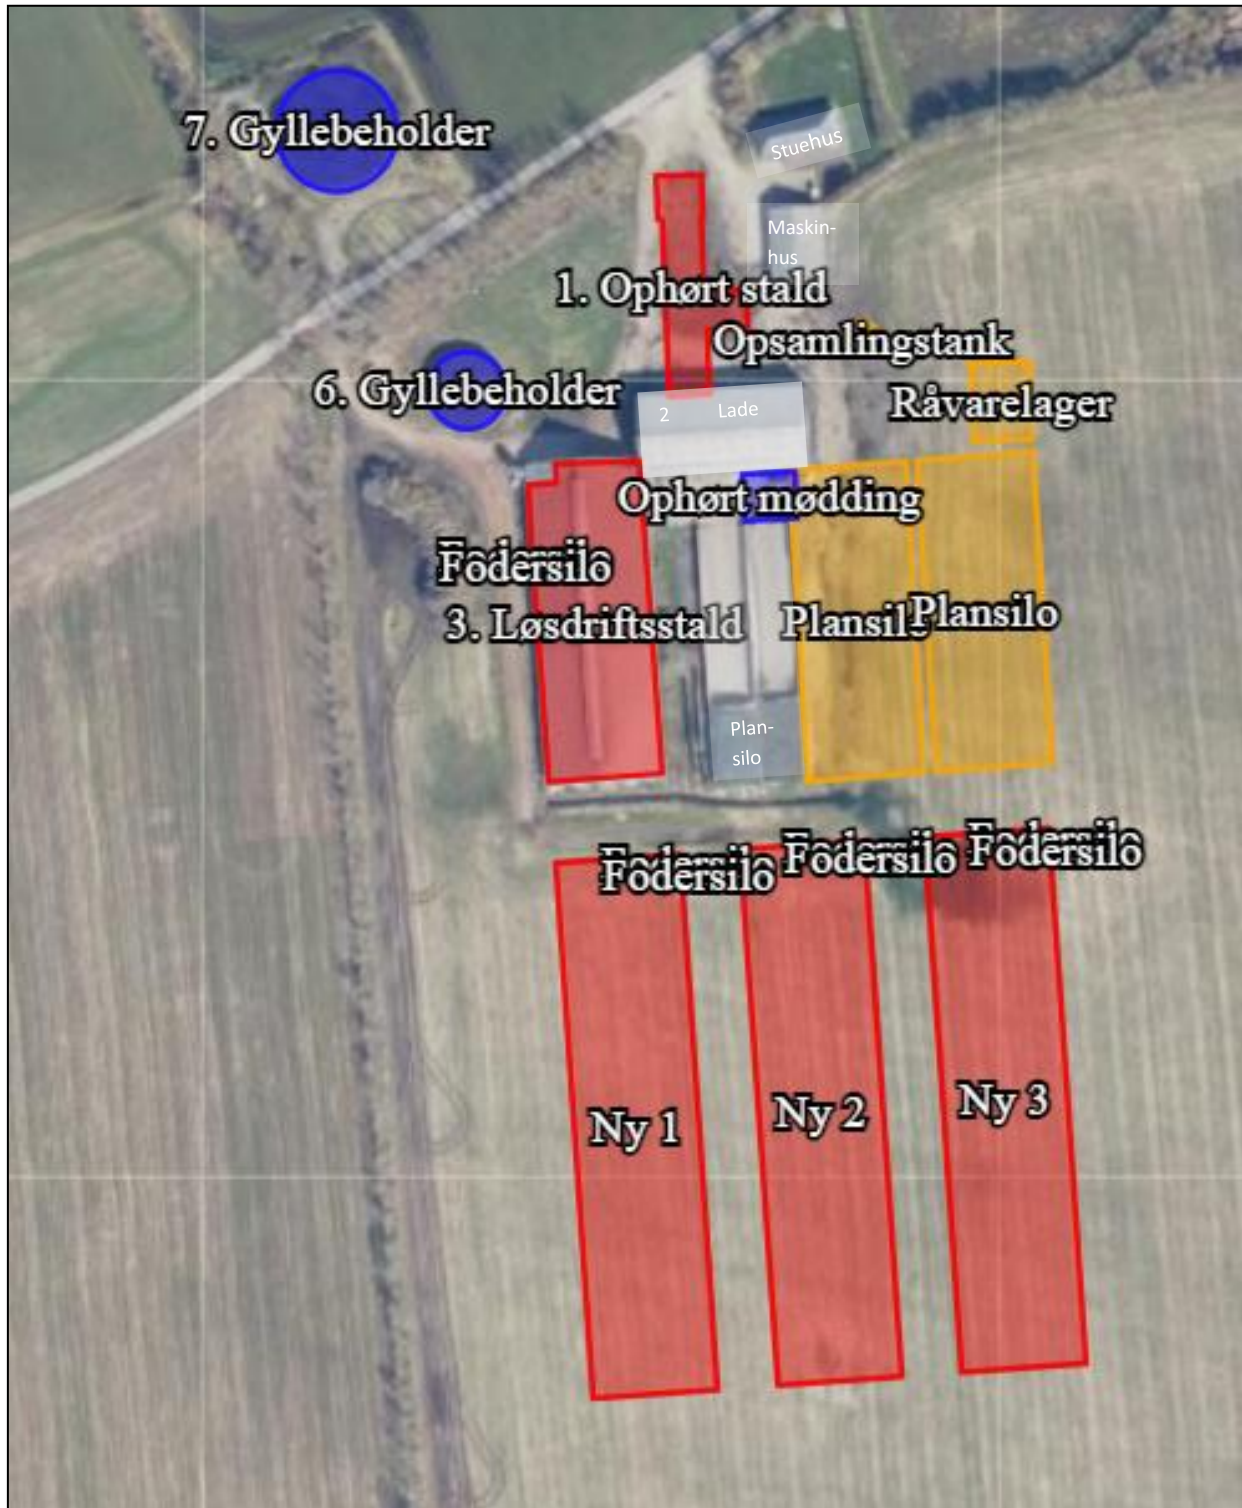 7. Gyllebeholder
Stuehus
Maskin-
hus
1. Ophørt stald
Opsamlingstank
6. Gyllebeholder
Råvarelager
2 Lade
Ophørt mødding
Fodersilo
3. Løsdriftsstald
Plansilo
Plansilo
Plan-
silo
Fodersilo
Fodersilo
Fodersilo
Ny 1
Ny 2
Ny 3